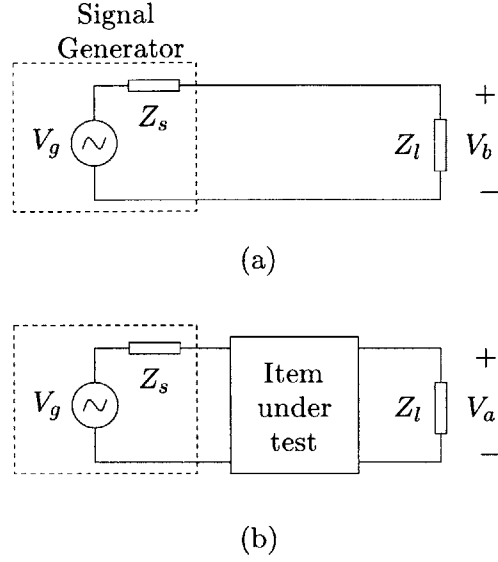 Signal
Generator
V_g
Z_s
Z_l
V_b
+
−
(a)
V_g
Z_s
Item
under
test
Z_l
V_a
+
−
(b)